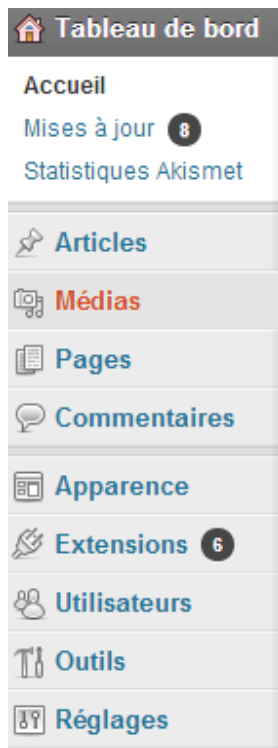 Tableau de bord
Accueil
Mises à jour 8
Statistiques Akismet
Articles
Médias
Pages
Commentaires
Apparence
Extensions 6
Utilisateurs
Outils
Réglages